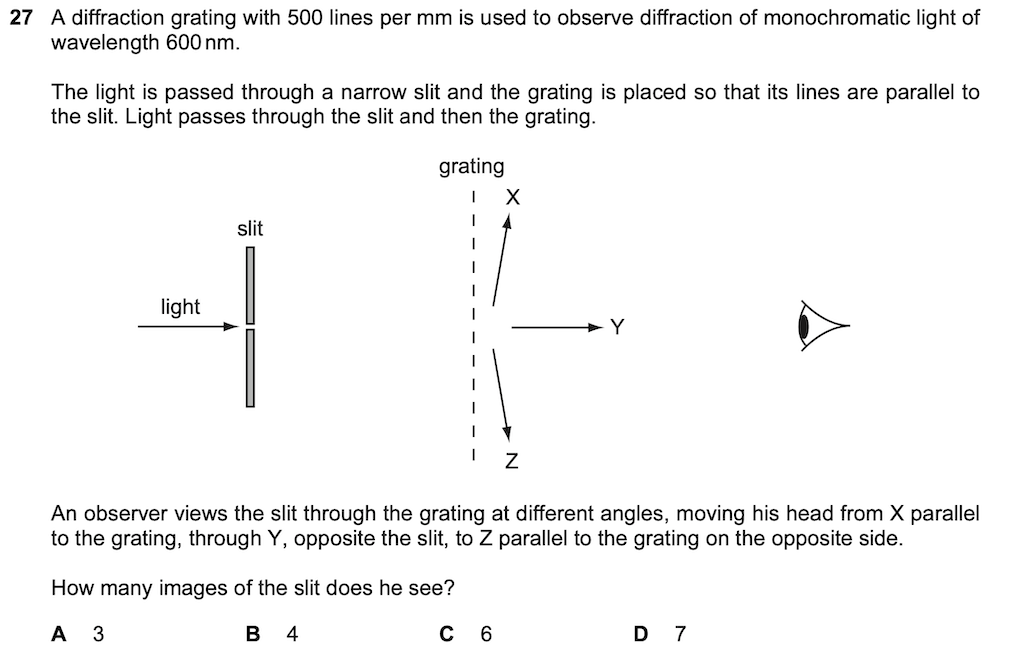 27 A diffraction grating with 500 lines per mm is used to observe diffraction of monochromatic light of
wavelength 600 nm.
The light is passed through a narrow slit and the grating is placed so that its lines are parallel to
the slit. Light passes through the slit and then the grating.
grating
X
slit
light
Y
Z
An observer views the slit through the grating at different angles, moving his head from X parallel
to the grating, through Y, opposite the slit, to Z parallel to the grating on the opposite side.
How many images of the slit does he see?
A 3 B 4 C 6 D 7